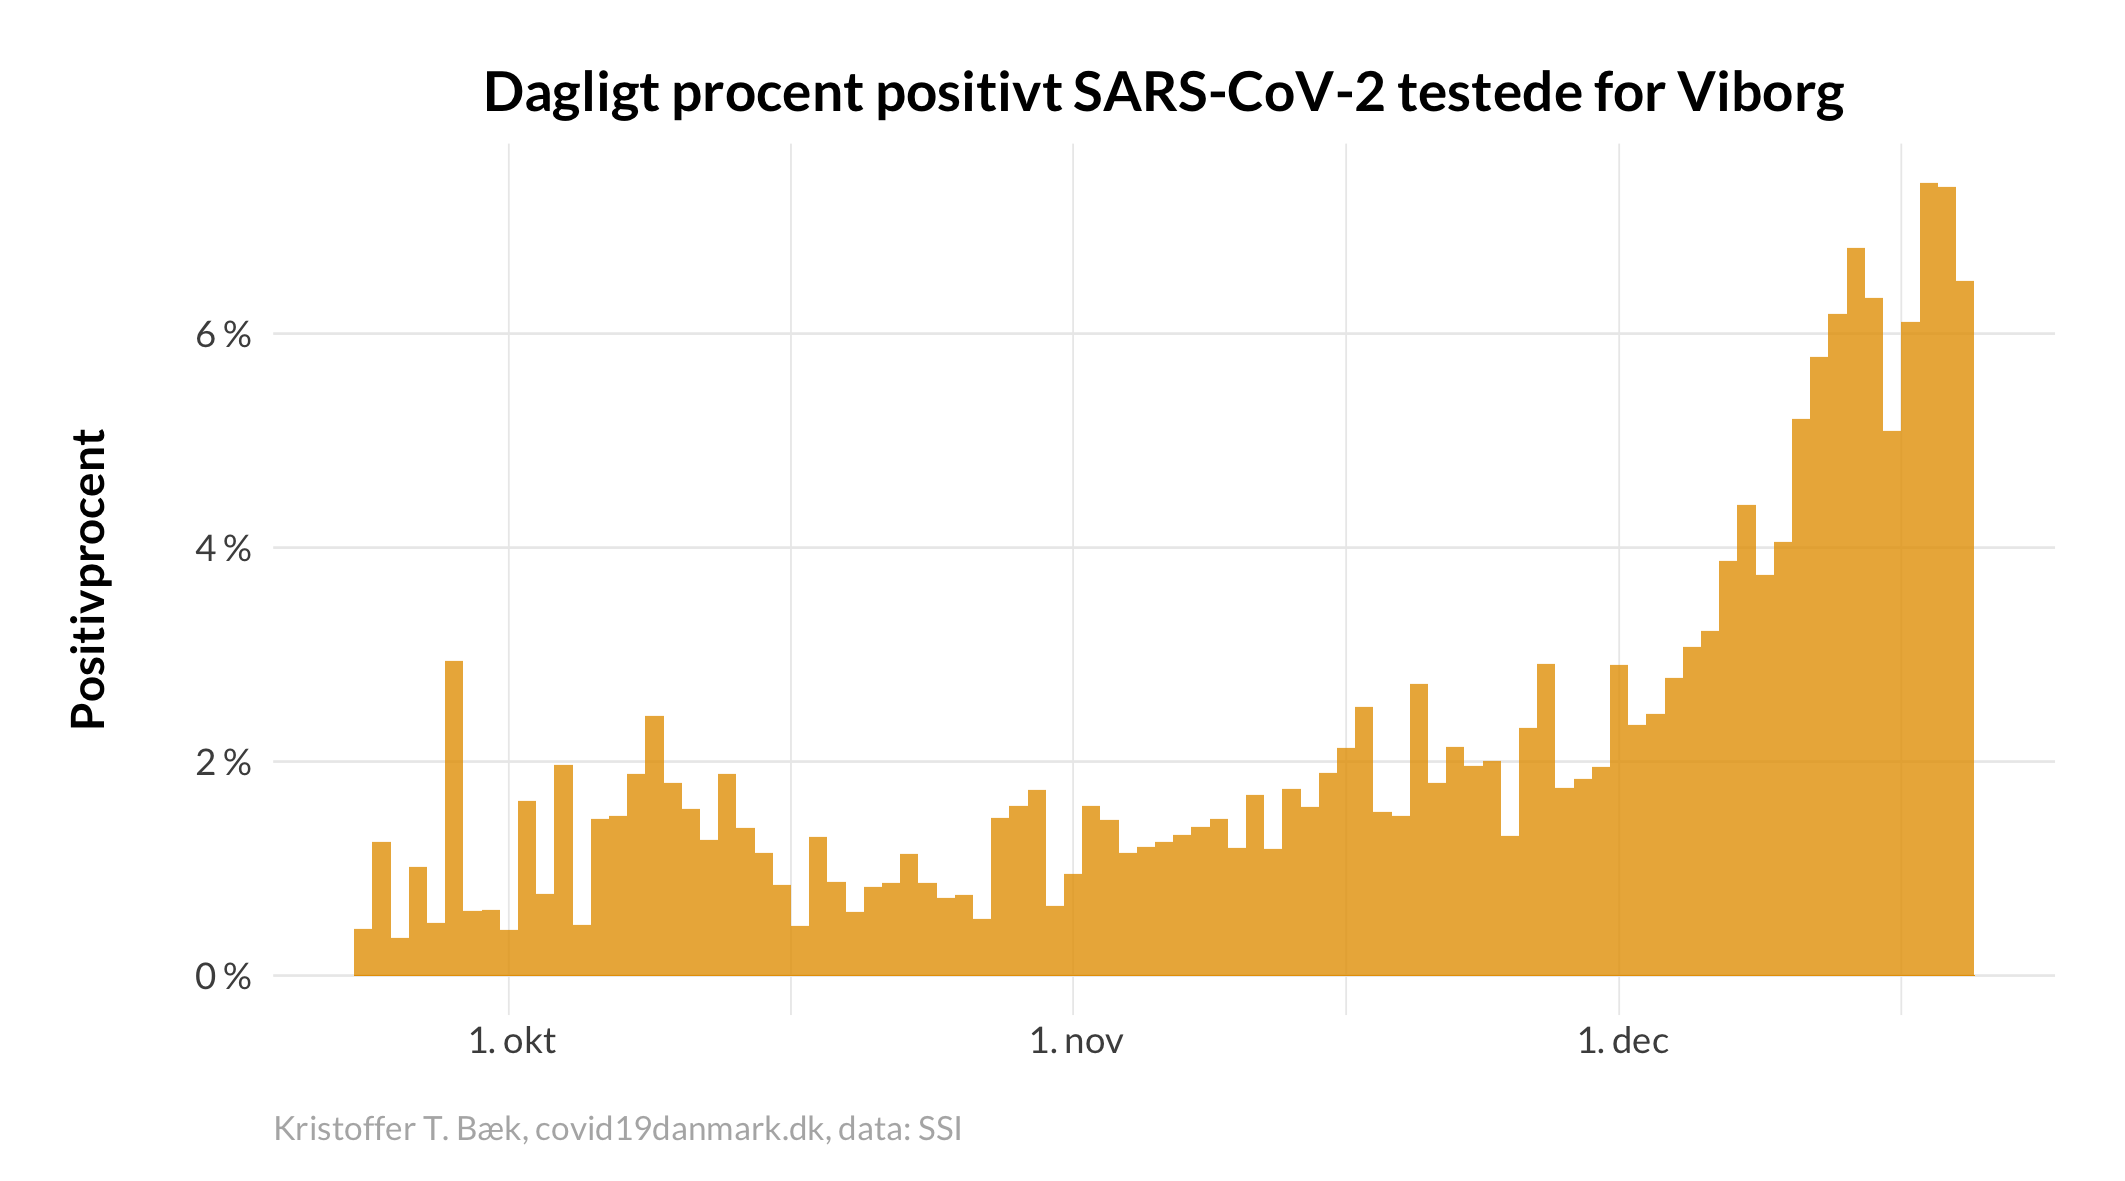 Dagligt procent positivt SARS-CoV-2 testede for Viborg
Positivprocent
6 %
4 %
2 %
0 %
1. okt
1. nov
1. dec
Kristoffer T. Bæk, covid19danmark.dk, data: SSI